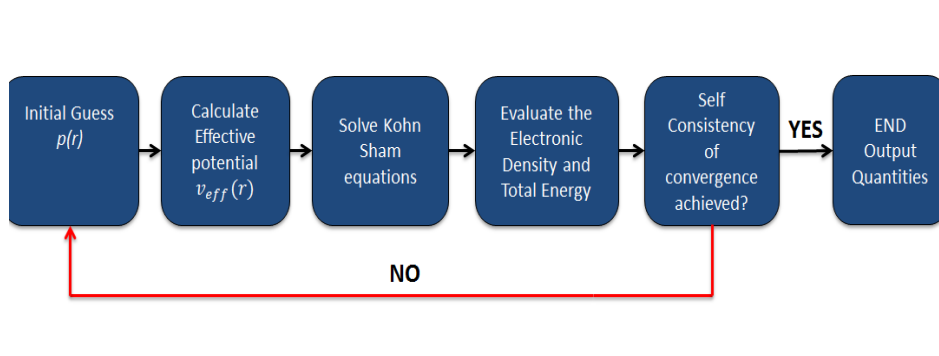 Initial Guess
p(r)
Calculate
Effective
potential
v_eff (r)
Solve Kohn
Sham
equations
Evaluate the
Electronic
Density and
Total Energy
Self
Consistency
of
convergence
achieved?
YES
END
Output
Quantities
NO